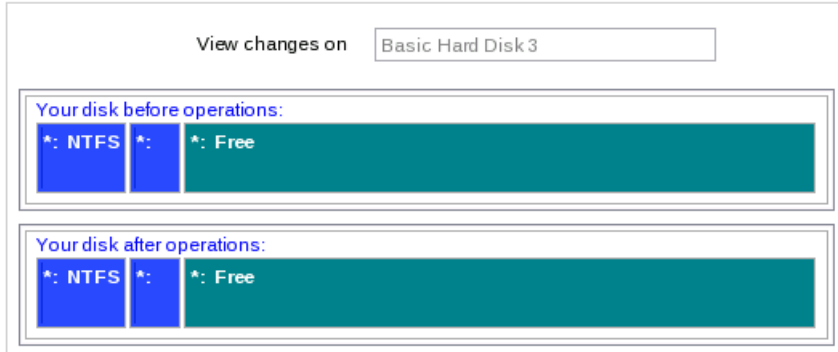 View changes on Basic Hard Disk 3
Your disk before operations:
*: NTFS *: *: Free
Your disk after operations:
*: NTFS *: *: Free